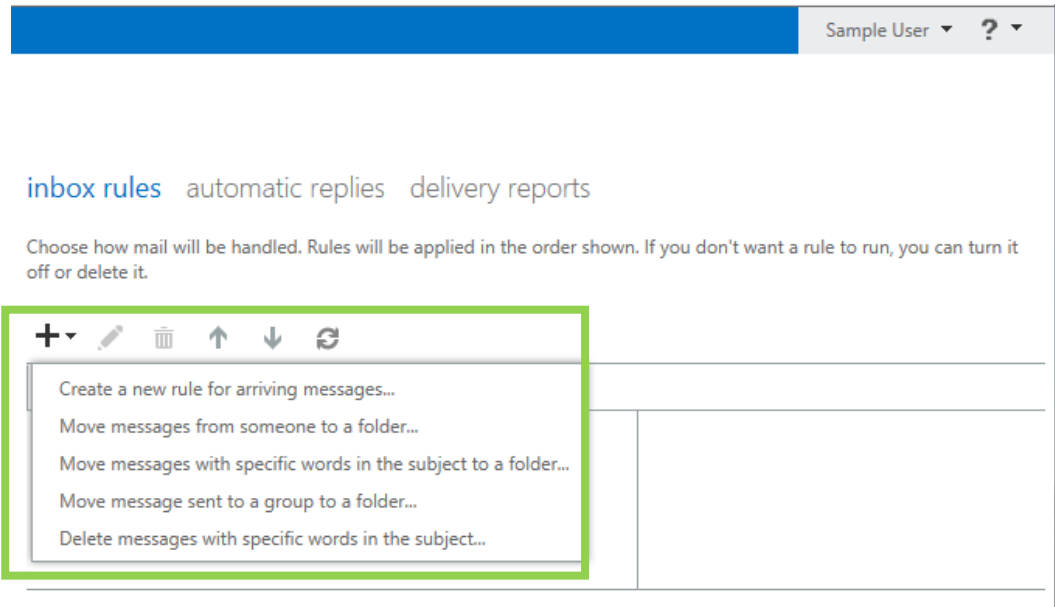 Sample User ?
inbox rules automatic replies delivery reports
Choose how mail will be handled. Rules will be applied in the order shown. If you don't want a rule to run, you can turn it
off or delete it.
Create a new rule for arriving messages...
Move messages from someone to a folder...
Move messages with specific words in the subject to a folder...
Move message sent to a group to a folder...
Delete messages with specific words in the subject...